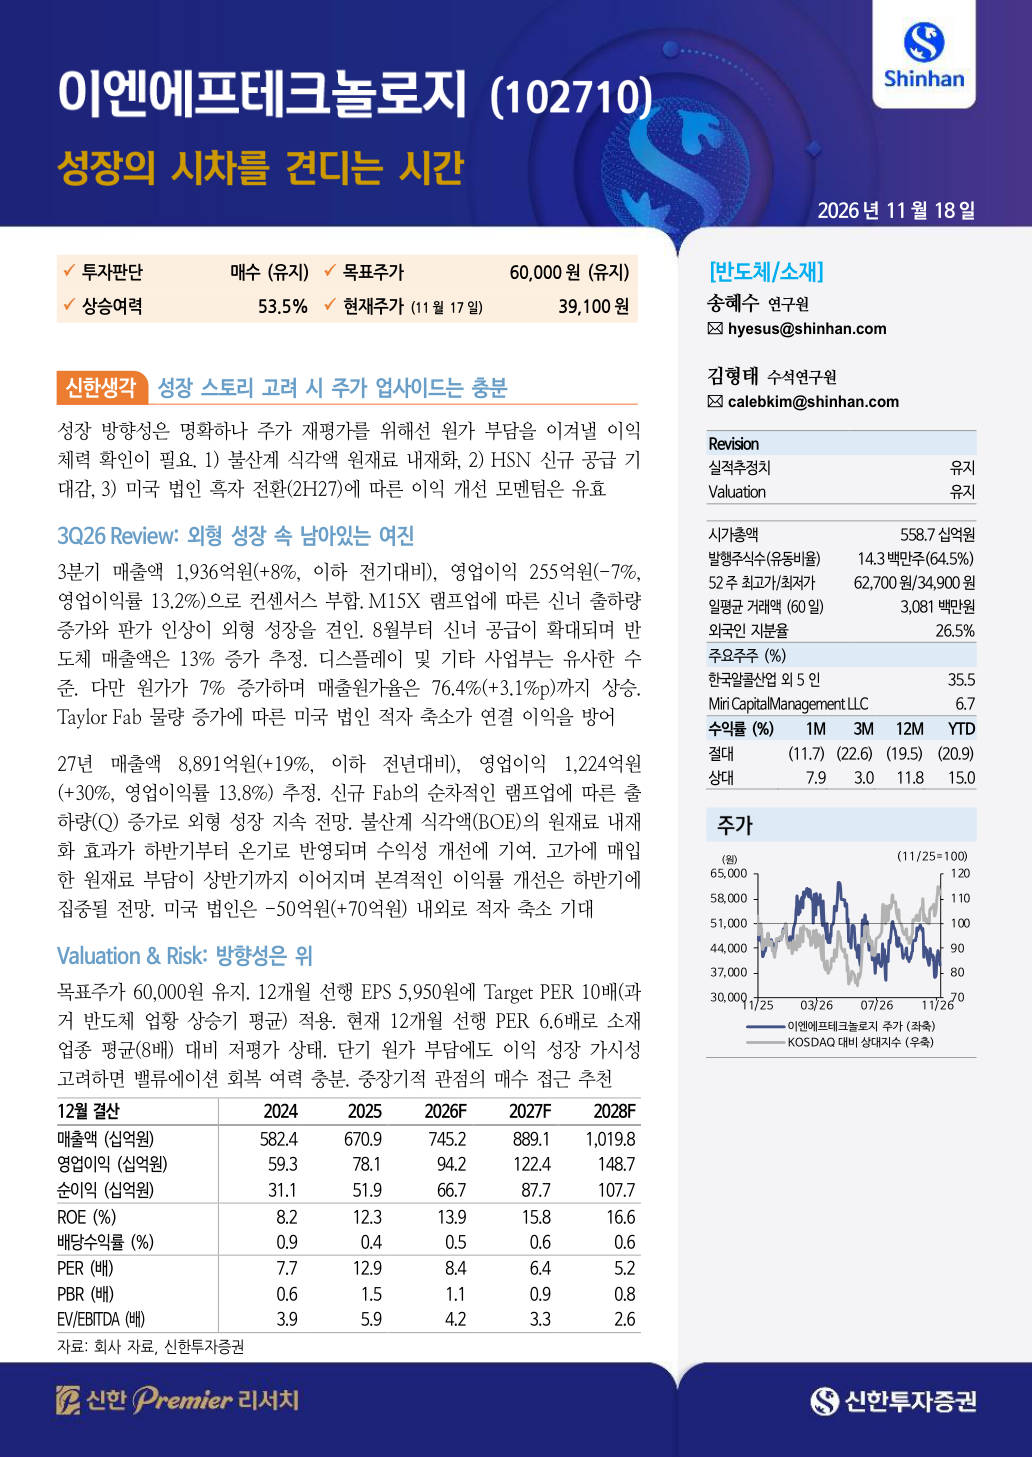 Shinhan
이엔에프테크놀로지 (102710)
성장의 시차를 견디는 시간
2026년 11월 18일
✓ 투자판단 매수 (유지) ✓ 목표주가 60,000원 (유지)
✓ 상승여력 53.5% ✓ 현재주가 (11월 17일) 39,100원
신한생각 성장 스토리 고려 시 주가 업사이드는 충분
성장 방향성은 명확하나 주가 재평가를 위해선 원가 부담을 이겨낼 이익
체력 확인이 필요. 1) 불산계 식각액 원재료 내재화, 2) HSN 신규 공급 기
대감, 3) 미국 법인 흑자 전환(2H27)에 따른 이익 개선 모멘텀은 유효
3Q26 Review: 외형 성장 속 남아있는 여진
3분기 매출액 1,936억원(+8%, 이하 전기대비), 영업이익 255억원(-7%,
영업이익률 13.2%)으로 컨센서스 부합. M15X 램프업에 따른 신너 출하량
증가와 판가 인상이 외형 성장을 견인. 8월부터 신너 공급이 확대되며 반
도체 매출액은 13% 증가 추정. 디스플레이 및 기타 사업부는 유사한 수
준. 다만 원가가 7% 증가하며 매출원가율은 76.4%(+3.1%p)까지 상승.
Taylor Fab 물량 증가에 따른 미국 법인 적자 축소가 연결 이익을 방어
27년 매출액 8,891억원(+19%, 이하 전년대비), 영업이익 1,224억원
(+30%, 영업이익률 13.8%) 추정. 신규 Fab의 순차적인 램프업에 따른 출
하량(Q) 증가로 외형 성장 지속 전망. 불산계 식각액(BOE)의 원재료 내재
화 효과가 하반기부터 온기로 반영되며 수익성 개선에 기여. 고가에 매입
한 원재료 부담이 상반기까지 이어지며 본격적인 이익률 개선은 하반기에
집중될 전망. 미국 법인은 -50억원(+70억원) 내외로 적자 축소 기대
Valuation & Risk: 방향성은 위
목표주가 60,000원 유지. 12개월 선행 EPS 5,950원에 Target PER 10배(과
거 반도체 업황 상승기 평균) 적용. 현재 12개월 선행 PER 6.6배로 소재
업종 평균(8배) 대비 저평가 상태. 단기 원가 부담에도 이익 성장 가시성
고려하면 밸류에이션 회복 여력 충분. 중장기적 관점의 매수 접근 추천
12월 결산 2024 2025 2026F 2027F 2028F
매출액 (십억원) 582.4 670.9 745.2 889.1 1,019.8
영업이익 (십억원) 59.3 78.1 94.2 122.4 148.7
순이익 (십억원) 31.1 51.9 66.7 87.7 107.7
ROE (%) 8.2 12.3 13.9 15.8 16.6
배당수익률 (%) 0.9 0.4 0.5 0.6 0.6
PER (배) 7.7 12.9 8.4 6.4 5.2
PBR (배) 0.6 1.5 1.1 0.9 0.8
EV/EBITDA (배) 3.9 5.9 4.2 3.3 2.6
자료: 회사 자료, 신한투자증권
[반도체/소재]
송혜수 연구원
hyesus@shinhan.com
김형태 수석연구원
calebkim@shinhan.com
Revision
실적추정치 유지
Valuation 유지
시가총액 558.7 십억원
발행주식수(유동비율) 14.3 백만주(64.5%)
52주 최고가/최저가 62,700 원/34,900 원
일평균 거래액 (60일) 3,081 백만원
외국인 지분율 26.5%
주요주주 (%)
한국알콜산업 외 5 인 35.5
Miri CapitalManagement LLC 6.7
수익률 (%) 1M 3M 12M YTD
절대 (11.7) (22.6) (19.5) (20.9)
상대 7.9 3.0 11.8 15.0
주가
(원) (11/25=100)
65,000 120
58,000 110
51,000 100
44,000 90
37,000 80
30,000 70
11/25 03/26 07/26 11/26
이엔에프테크놀로지 주가 (좌축)
KOSDAQ 대비 상대지수 (우축)
신한 Premier 리서치
신한투자증권